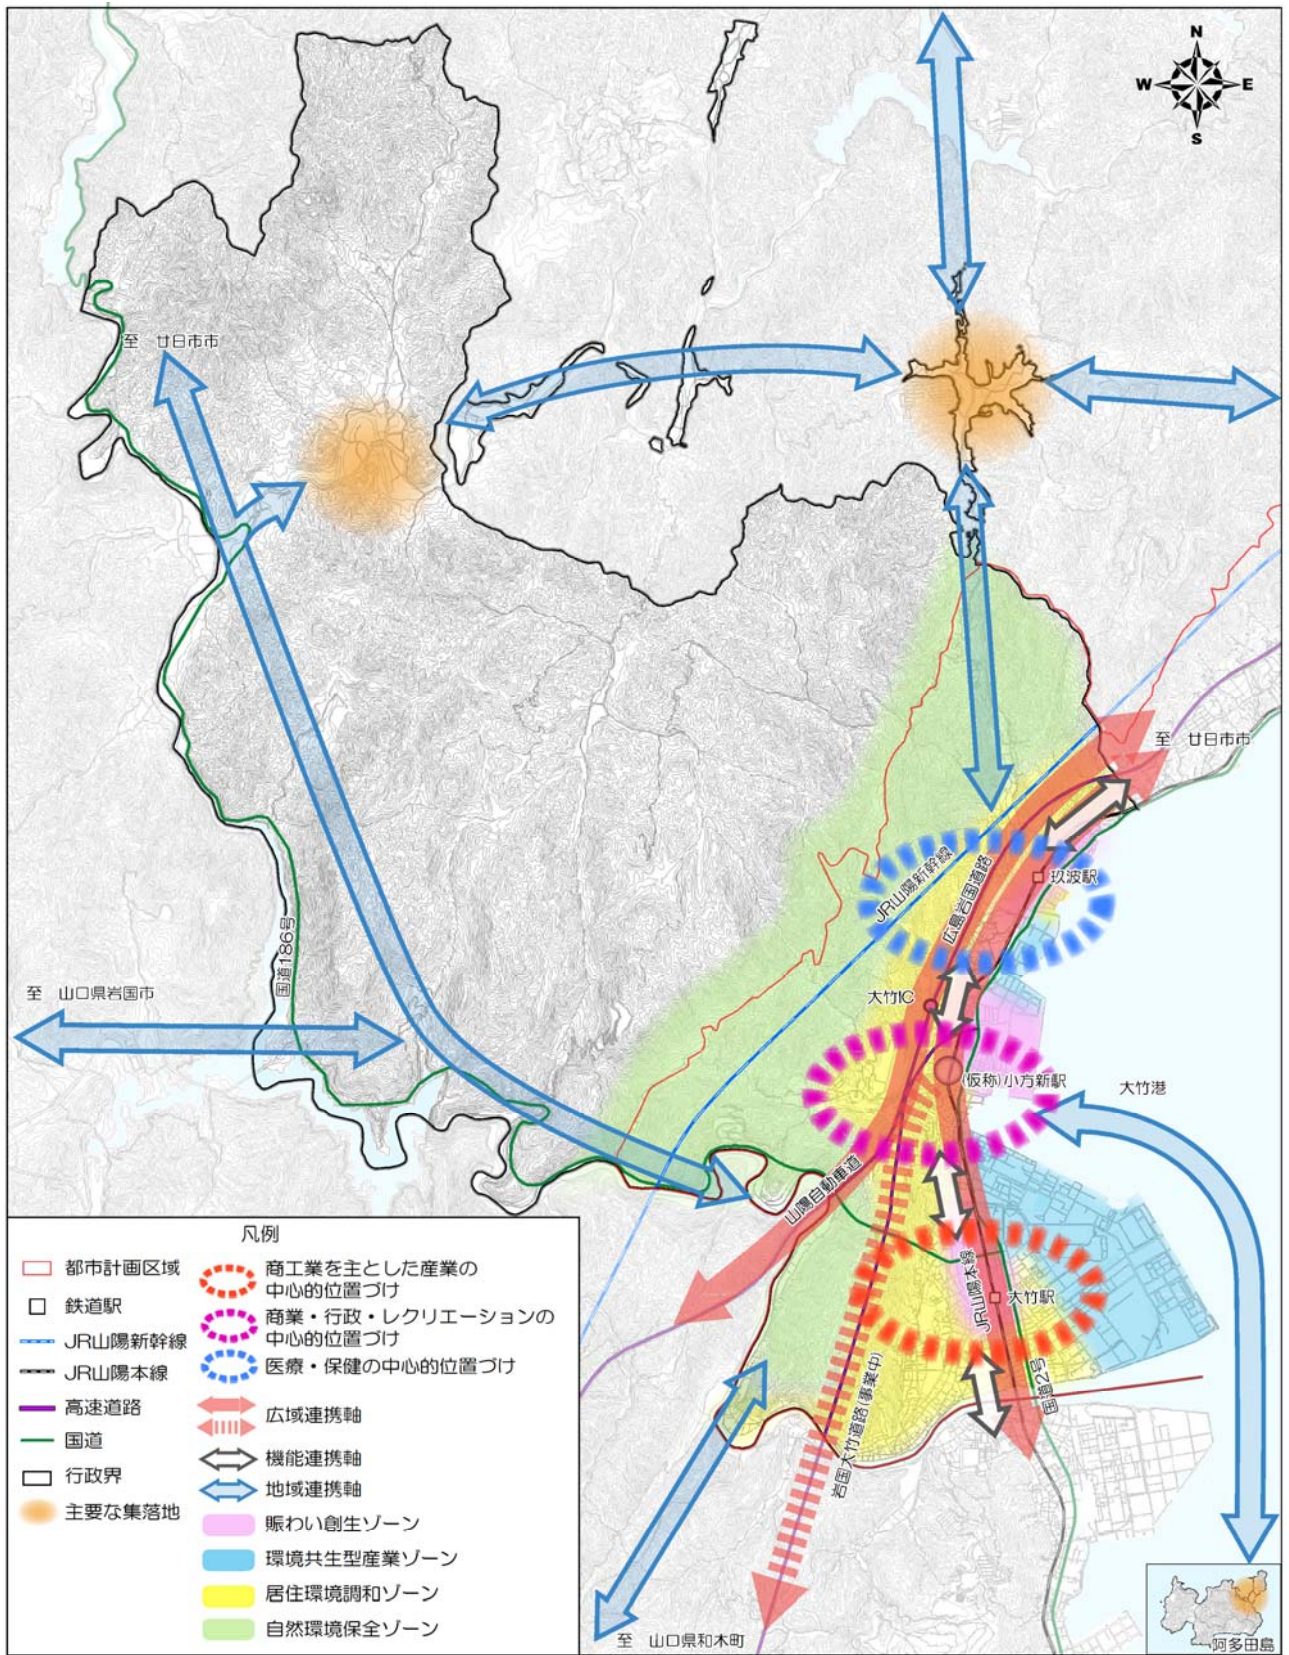 N
W
E
S
至 廿日市市
至 廿日市市
JR山陽新幹線
広島岩国道路
玖波駅
国道186号
至 山口県岩国市
大竹IC
(仮称)小方新駅
大竹港
山陽自動車道
JR山陽本線
大竹駅
国道2号
岩国大竹道路(事業中)
至 山口県和木町
阿多田島
凡例
都市計画区域
鉄道駅
JR山陽新幹線
JR山陽本線
高速道路
国道
行政界
主要な集落地
商工業を主とした産業の
中心的位置づけ
商業・行政・レクリエーションの
中心的位置づけ
医療・保健の中心的位置づけ
広域連携軸
機能連携軸
地域連携軸
賑わい創生ゾーン
環境共生型産業ゾーン
居住環境調和ゾーン
自然環境保全ゾーン